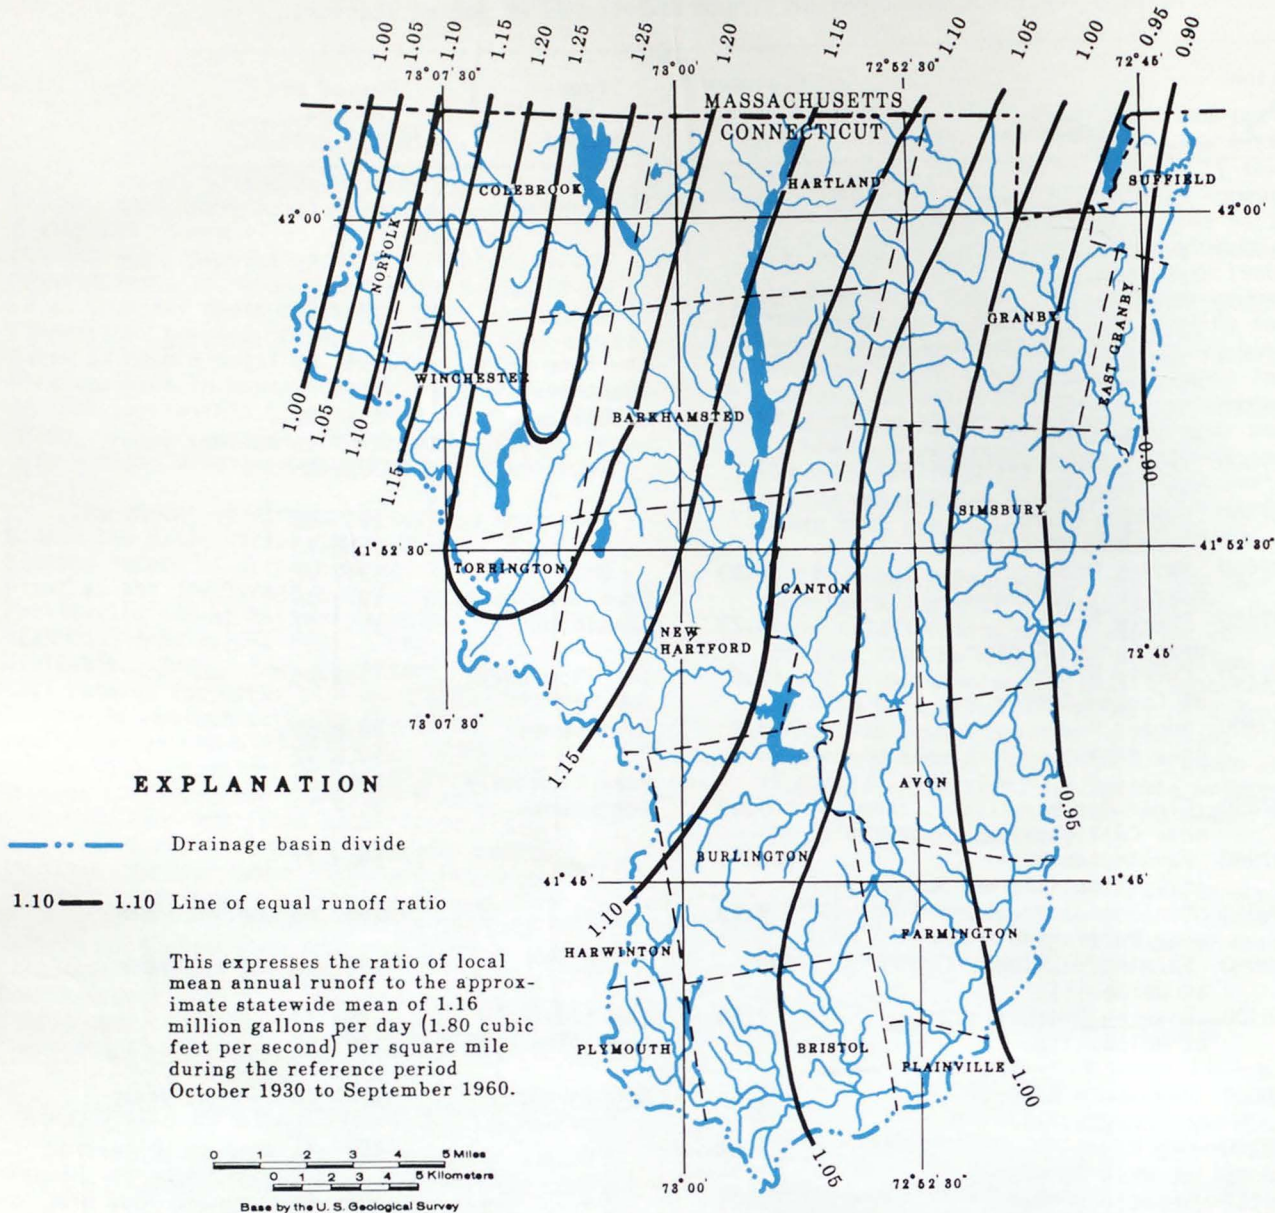 1.00 1.05 1.10 1.15 1.20 1.25 1.25 1.20 1.15 1.10 1.05 1.00 0.95 0.90
73° 07' 30" 73° 00' 72° 52' 30" 72° 45'
MASSACHUSETTS
CONNECTICUT
COLEBROOK HARTLAND SUFFIELD
42° 00' 42° 00'
NORFOLK
GRANBY
EAST GRANBY
WINCHESTER
BARKHAMSTED
1.00
1.05
1.10
1.15
0.90
SIMSBURY
41° 52' 30" 41° 52' 30"
TORRINGTON
CANTON
NEW
HARTFORD
72° 45'
73° 07' 30"
1.15
AVON
0.95
EXPLANATION
Drainage basin divide
1.10 1.10 Line of equal runoff ratio
This expresses the ratio of local
mean annual runoff to the approx-
imate statewide mean of 1.16
million gallons per day (1.80 cubic
feet per second) per square mile
during the reference period
October 1930 to September 1960.
BURLINGTON
41° 45' 41° 45'
1.10
FARMINGTON
HARWINTON
PLYMOUTH
BRISTOL
PLAINVILLE
1.00
1.05
73° 00' 72° 52' 30"
0 1 2 3 4 5 Miles
0 1 2 3 4 5 Kilometers
Base by the U. S. Geological Survey